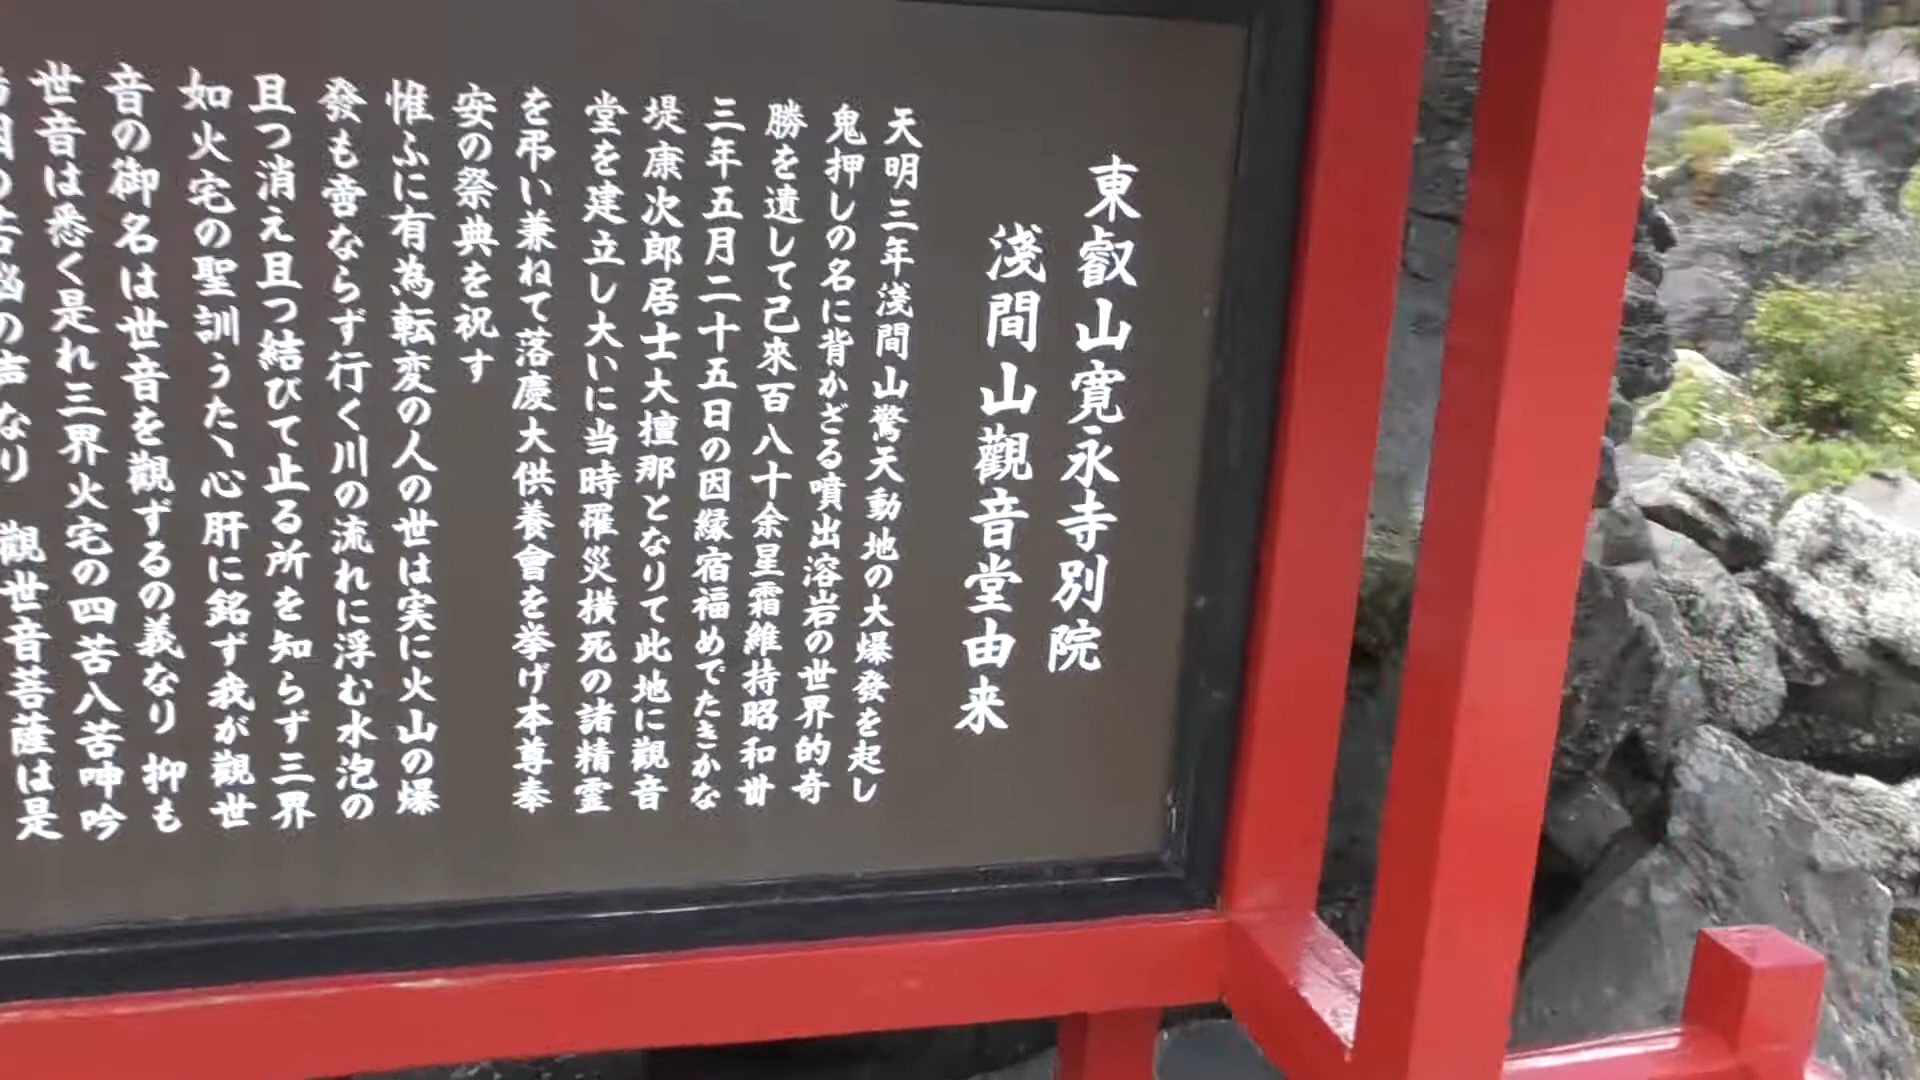 東叡山寛永寺別院
淺間山觀音堂由来
天明三年淺間山驚天動地の大爆發を起し
鬼押しの名に背かざる噴出溶岩の世界的奇
勝を遺して己來百八十余星霜維持昭和丗
三年五月二十五日の因縁宿福めでたきかな
堤康次郎居士大檀那となりて此地に觀音
堂を建立し大いに当時罹災横死の諸精霊
を弔い兼ねて落慶大供養會を挙げ本尊奉
安の祭典を祝す
惟ふに有為転変の人の世は実に火山の爆
發も啻ならず行く川の流れに浮む水泡の
且つ消え且つ結びて止る所を知らず三界
如火宅の聖訓うたヽ心肝に銘ず我が觀世
音の御名は世音を觀ずるの義なり 抑も
世音は悉く是れ三界火宅の四苦八苦呻吟
の声なり 觀世音菩薩は是